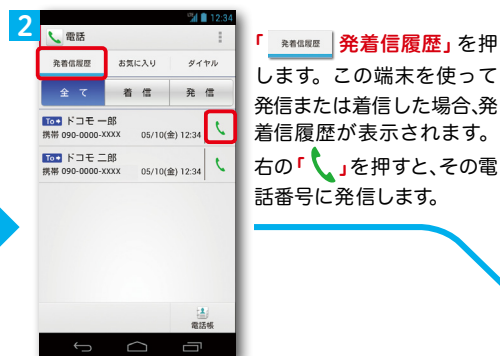 2
12:34
電話
発着信履歴 お気に入り ダイヤル
全て 着信 発信
To ドコモ 一郎
携帯 090-0000-XXXX 05/10(金) 12:34
To ドコモ 二郎
携帯 090-0000-XXXX 05/10(金) 12:34
電話帳
「 発着信履歴 発着信履歴」を押
します。この端末を使って
発信または着信した場合、発
着信履歴が表示されます。
右の「 」を押すと、その電
話番号に発信します。